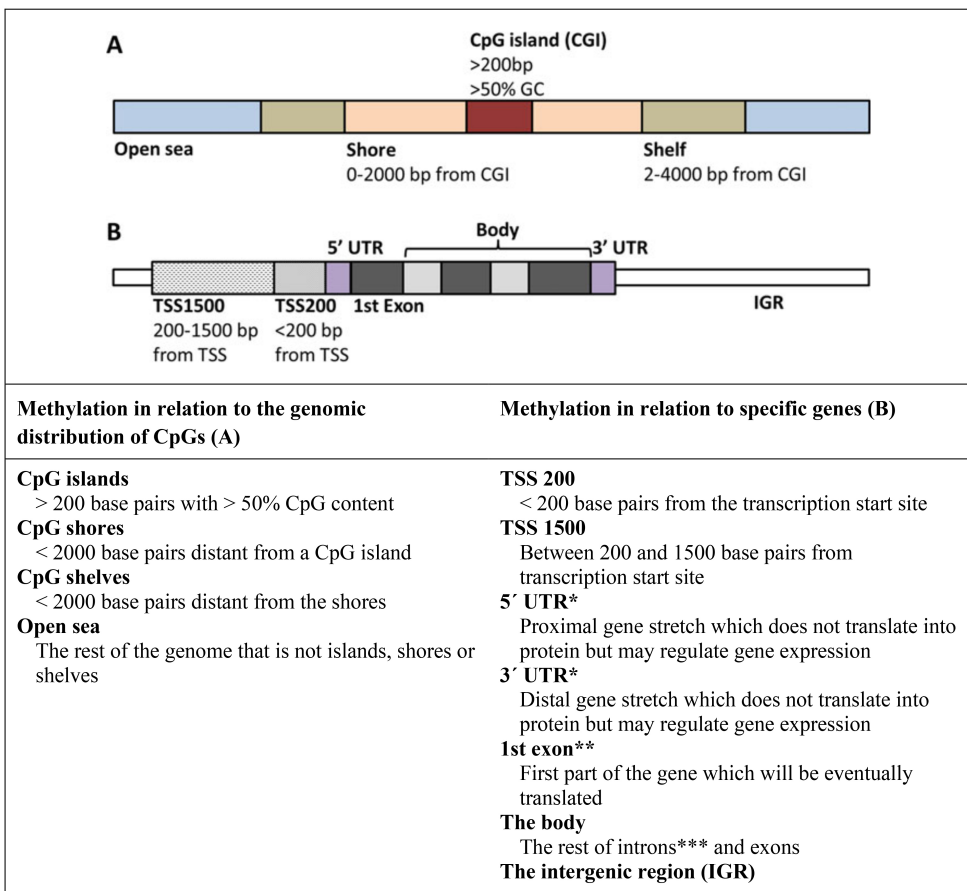 A
CpG island (CGI)
>200bp
>50% GC
Open sea
Shore
0-2000 bp from CGI
Shelf
2-4000 bp from CGI
B
5' UTR
Body
3' UTR
TSS1500
200-1500 bp
from TSS
TSS200
<200 bp
from TSS
1st Exon
IGR
Methylation in relation to the genomic
distribution of CpGs (A)
Methylation in relation to specific genes (B)
CpG islands
> 200 base pairs with > 50% CpG content
CpG shores
< 2000 base pairs distant from a CpG island
CpG shelves
< 2000 base pairs distant from the shores
Open sea
The rest of the genome that is not islands, shores or
shelves
TSS 200
< 200 base pairs from the transcription start site
TSS 1500
Between 200 and 1500 base pairs from
transcription start site
5´ UTR*
Proximal gene stretch which does not translate into
protein but may regulate gene expression
3´ UTR*
Distal gene stretch which does not translate into
protein but may regulate gene expression
1st exon**
First part of the gene which will be eventually
translated
The body
The rest of introns*** and exons
The intergenic region (IGR)